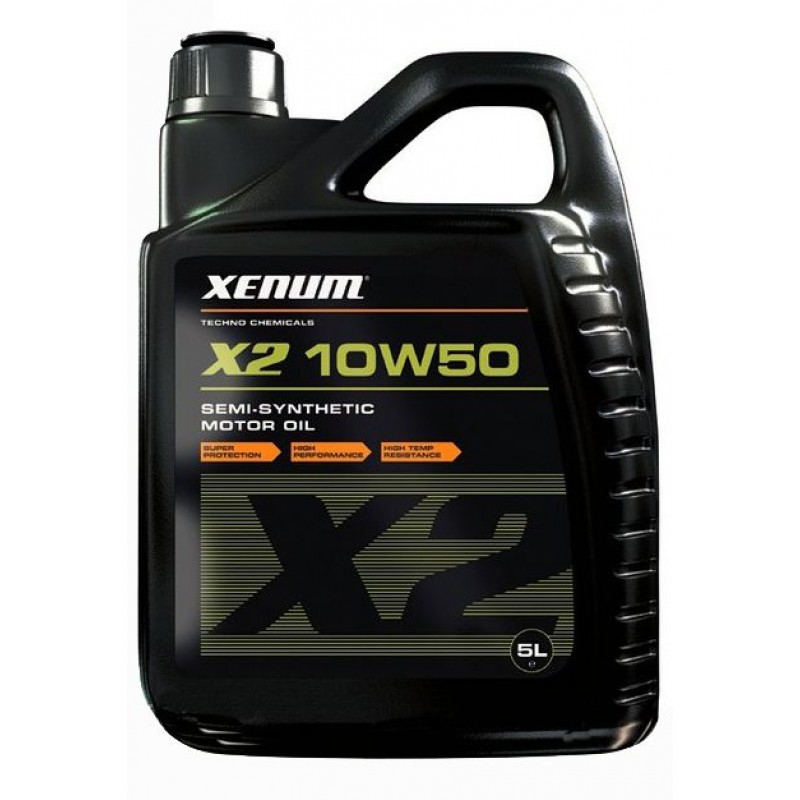 XENUM®
TECHNO CHEMICALS
X2 10W50
SEMI-SYNTHETIC
MOTOR OIL
SUPER
PROTECTION
HIGH
PERFORMANCE
HIGH TEMP
RESISTANCE
X2
5L
e